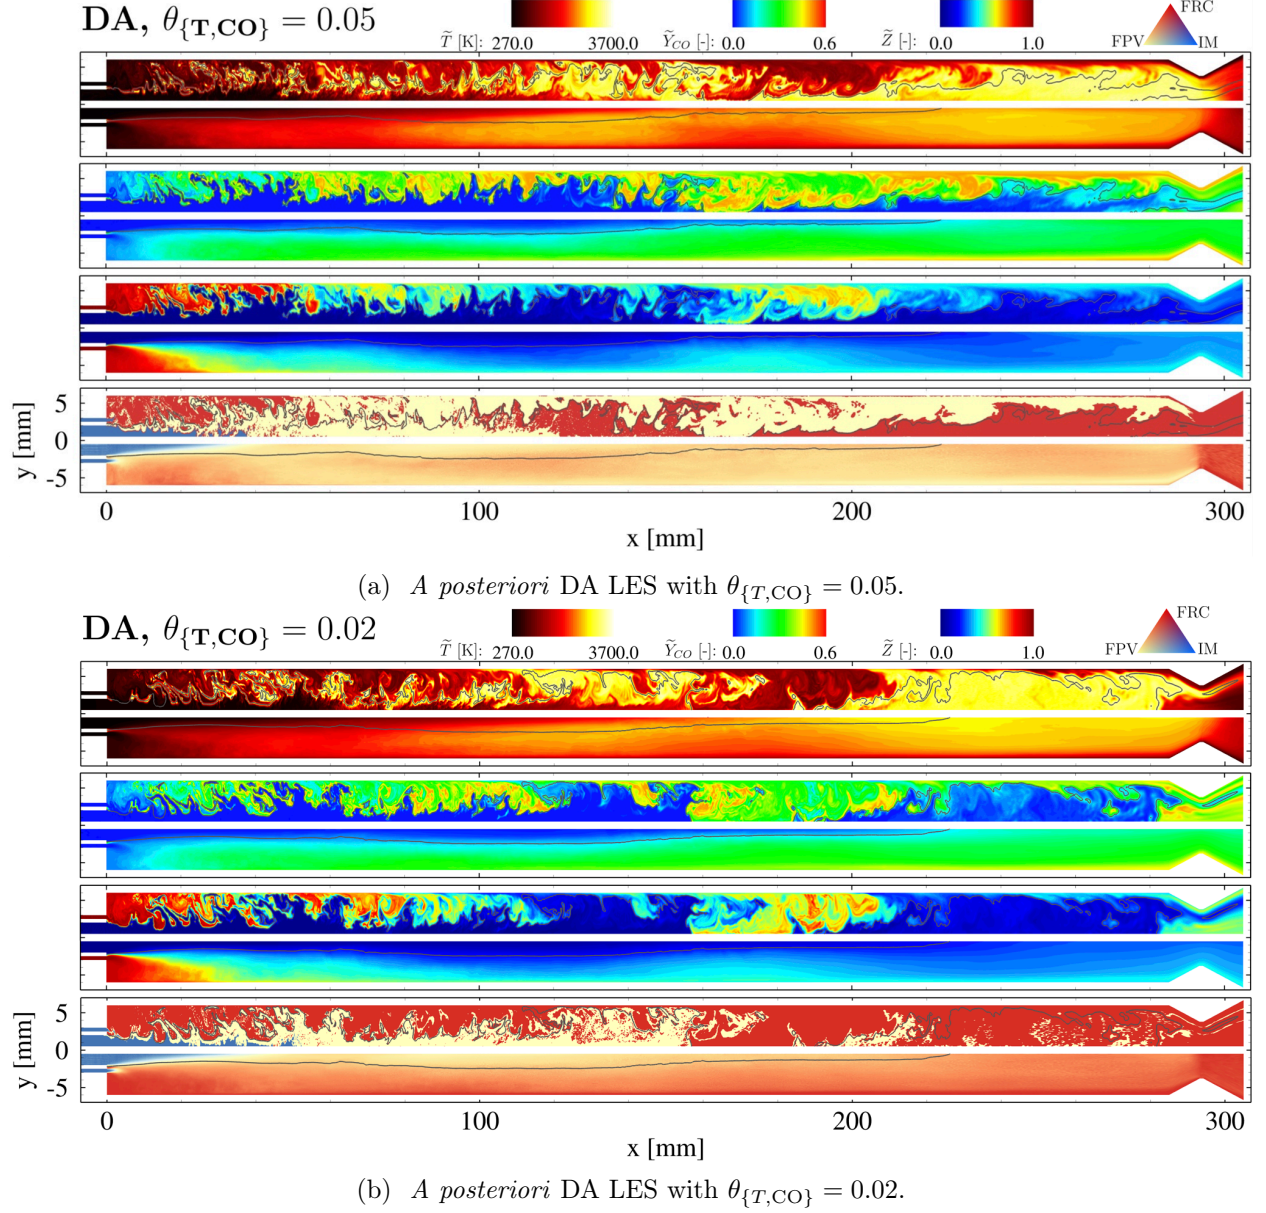 DA, θ{T,CO} = 0.05
T̃ [K]: 270.0 3700.0 ỸCO [-]: 0.0 0.6 Z̃ [-]: 0.0 1.0 FPV FRC IM
y [mm]
5
0
-5
0 100 200 300
x [mm]
(a) A posteriori DA LES with θ{T,CO} = 0.05.
DA, θ{T,CO} = 0.02
T̃ [K]: 270.0 3700.0 ỸCO [-]: 0.0 0.6 Z̃ [-]: 0.0 1.0 FPV FRC IM
y [mm]
5
0
-5
0 100 200 300
x [mm]
(b) A posteriori DA LES with θ{T,CO} = 0.02.